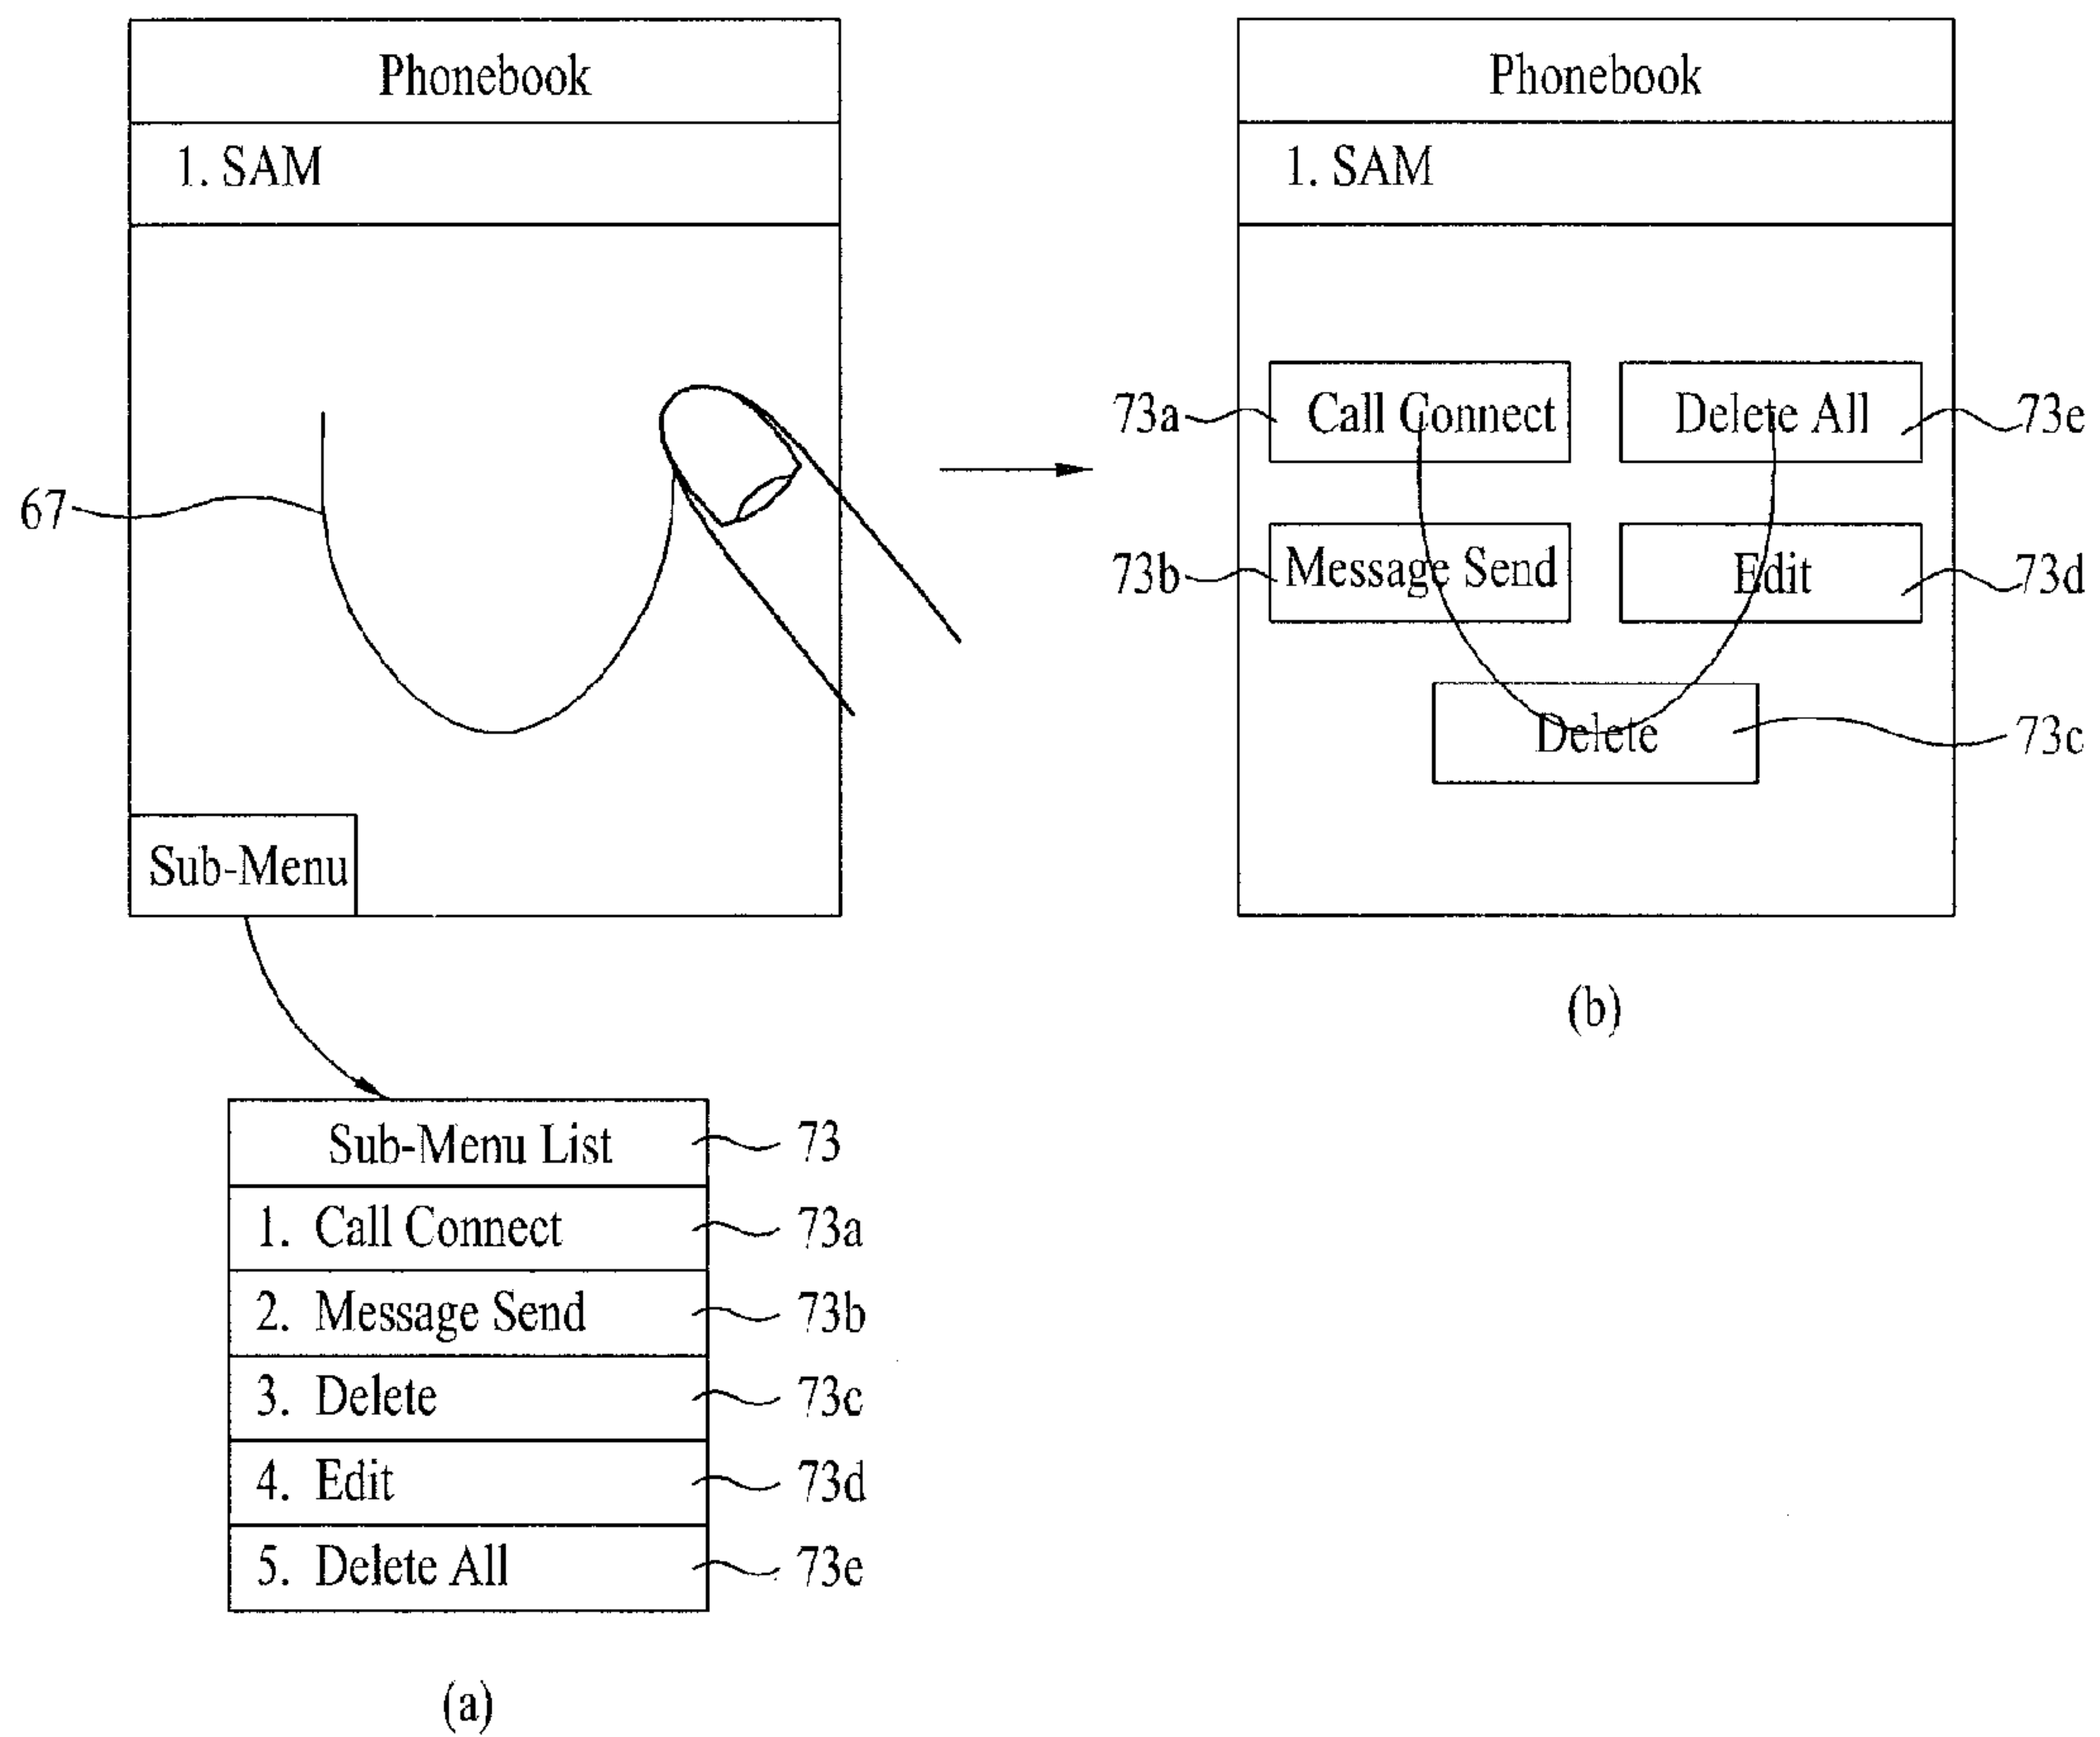 Phonebook
1. SAM
67
Sub-Menu
Sub-Menu List 73
1. Call Connect 73a
2. Message Send 73b
3. Delete 73c
4. Edit 73d
5. Delete All 73e
(a)
Phonebook
1. SAM
73a Call Connect Delete All 73e
73b Message Send Edit 73d
Delete 73c
(b)